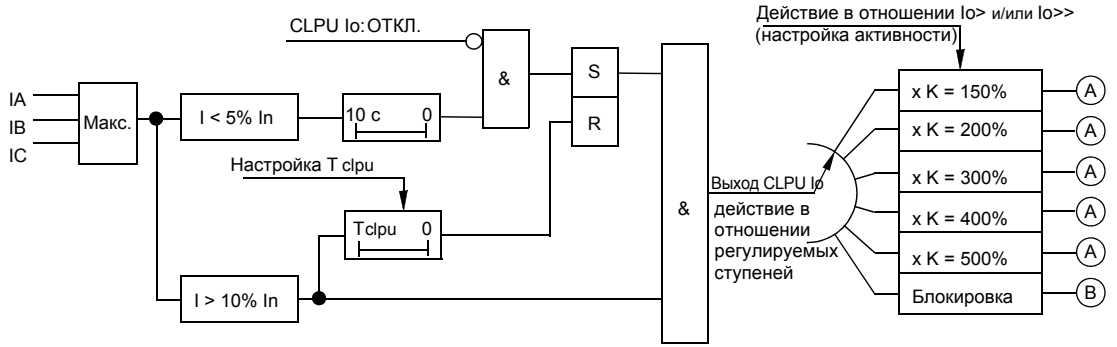 Действие в отношении Io> и/или Io>>
(настройка активности)
CLPU Io: ОТКЛ.
&
S
R
IA
IB
IC
Макс.
I < 5% In
10 с 0
Настройка T clpu
Tclpu 0
I > 10% In
&
Выход CLPU Io
действие в
отношении
регулируемых
ступеней
x K = 150%
A
x K = 200%
A
x K = 300%
A
x K = 400%
A
x K = 500%
A
Блокировка
B